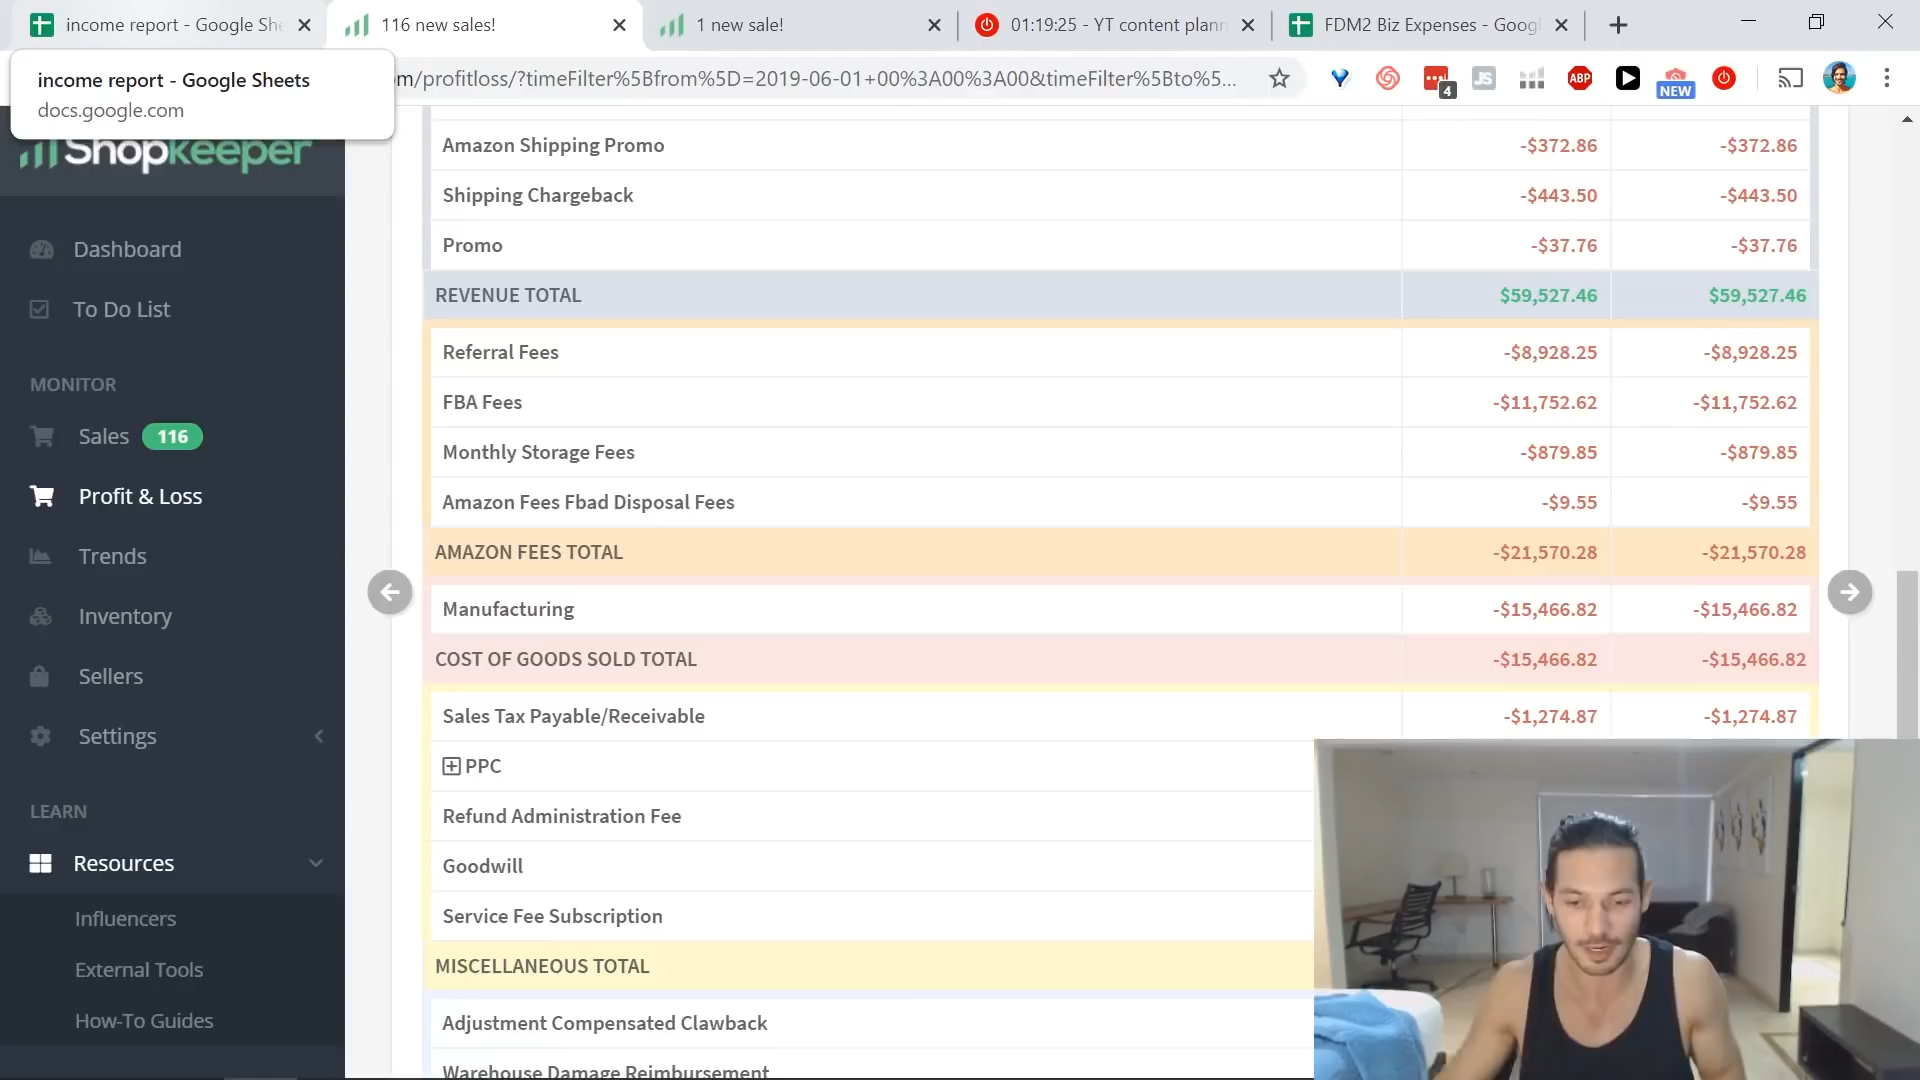 income report - Google She
116 new sales!
1 new sale!
01:19:25 - YT content plann
FDM2 Biz Expenses - Googl
income report - Google Sheets
docs.google.com
m/profitloss/?timeFilter%5Bfrom%5D=2019-06-01+00%3A00%3A00&timeFilter%5Bto%5...
4
JS
ABP
NEW
Shopkeeper
Dashboard
To Do List
MONITOR
Sales 116
Profit & Loss
Trends
Inventory
Sellers
Settings
LEARN
Resources
Influencers
External Tools
How-To Guides
Amazon Shipping Promo -$372.86 -$372.86
Shipping Chargeback -$443.50 -$443.50
Promo -$37.76 -$37.76
REVENUE TOTAL $59,527.46 $59,527.46
Referral Fees -$8,928.25 -$8,928.25
FBA Fees -$11,752.62 -$11,752.62
Monthly Storage Fees -$879.85 -$879.85
Amazon Fees Fbad Disposal Fees -$9.55 -$9.55
AMAZON FEES TOTAL -$21,570.28 -$21,570.28
Manufacturing -$15,466.82 -$15,466.82
COST OF GOODS SOLD TOTAL -$15,466.82 -$15,466.82
Sales Tax Payable/Receivable -$1,274.87 -$1,274.87
PPC
Refund Administration Fee
Goodwill
Service Fee Subscription
MISCELLANEOUS TOTAL
Adjustment Compensated Clawback
Warehouse Damage Reimbursement